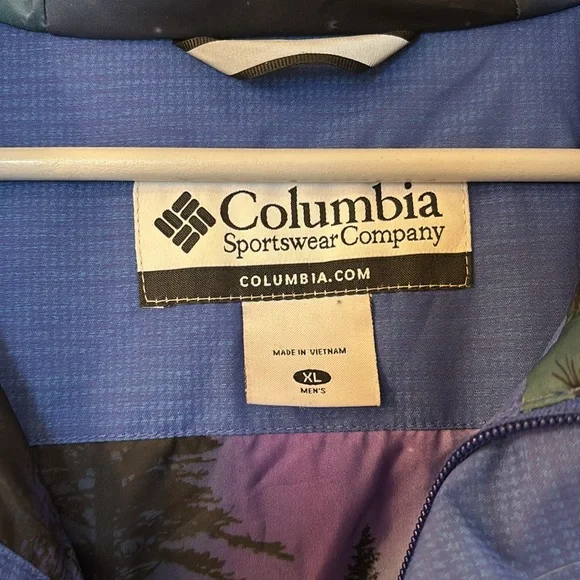 Columbia
Sportswear Company
COLUMBIA.COM
MADE IN VIETNAM
XL
MEN'S